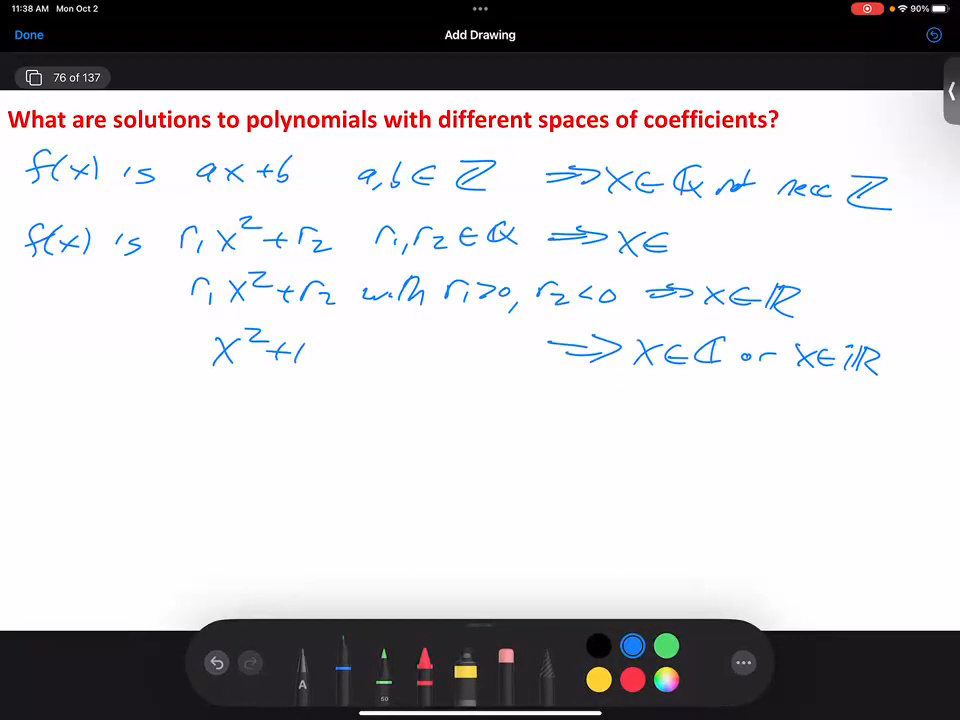 11:38 AM Mon Oct 2
90%
Done
Add Drawing
76 of 137
What are solutions to polynomials with different spaces of coefficients?
f(x) is ax+b a,b ∈ ℤ ⇒ x ∈ ℚ not nec ℤ
f(x) is r₁x²+r₂ r₁,r₂ ∈ ℚ ⇒ x ∈
r₁x²+r₂ with r₁>0, r₂<0 ⇒ x ∈ ℝ
x²+1 ⇒ x ∈ ℂ or x ∈ iℝ
A
50